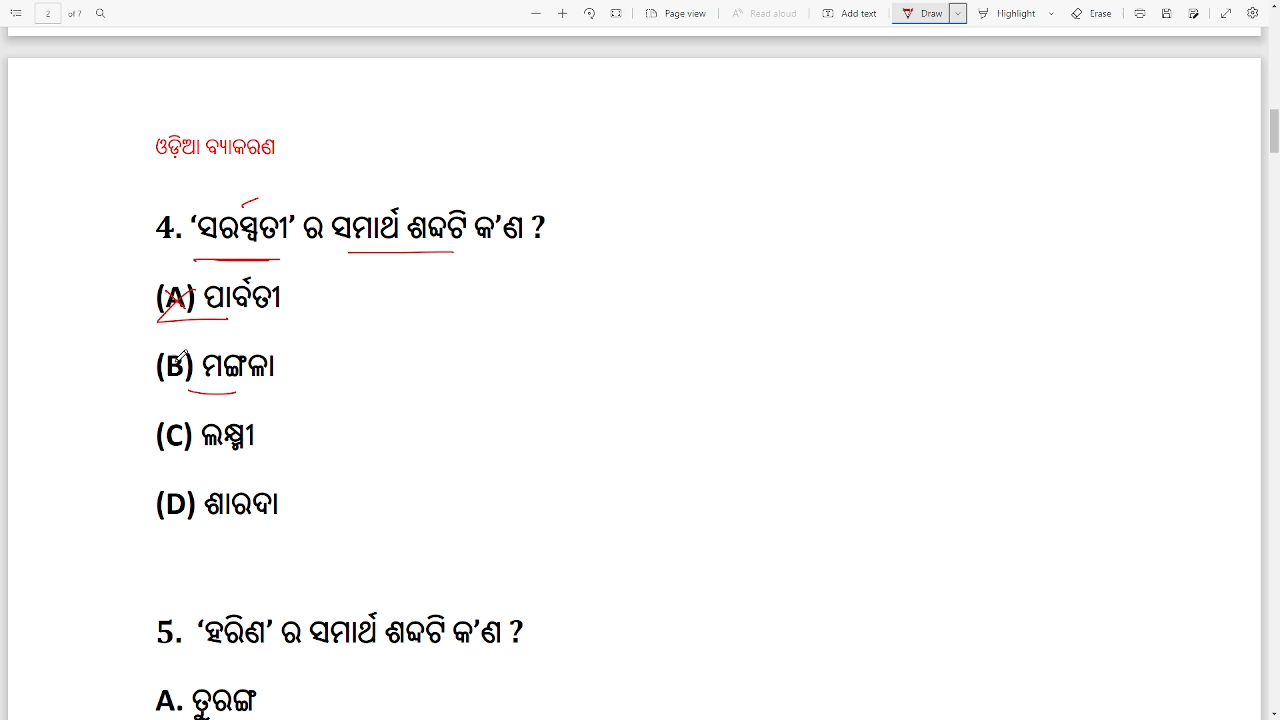 2 of 7 Page view Read aloud Add text Draw Highlight Erase
ଓଡ଼ିଆ ବ୍ୟାକରଣ
4. ‘ସରସ୍ୱତୀ’ ର ସମାର୍ଥ ଶବ୍ଦଟି କ’ଣ ?
(A) ପାର୍ବତୀ
(B) ମଙ୍ଗଳା
(C) ଲକ୍ଷ୍ମୀ
(D) ଶାରଦା
5. ‘ହରିଣ’ ର ସମାର୍ଥ ଶବ୍ଦଟି କ’ଣ ?
A. ତୁରଙ୍ଗ